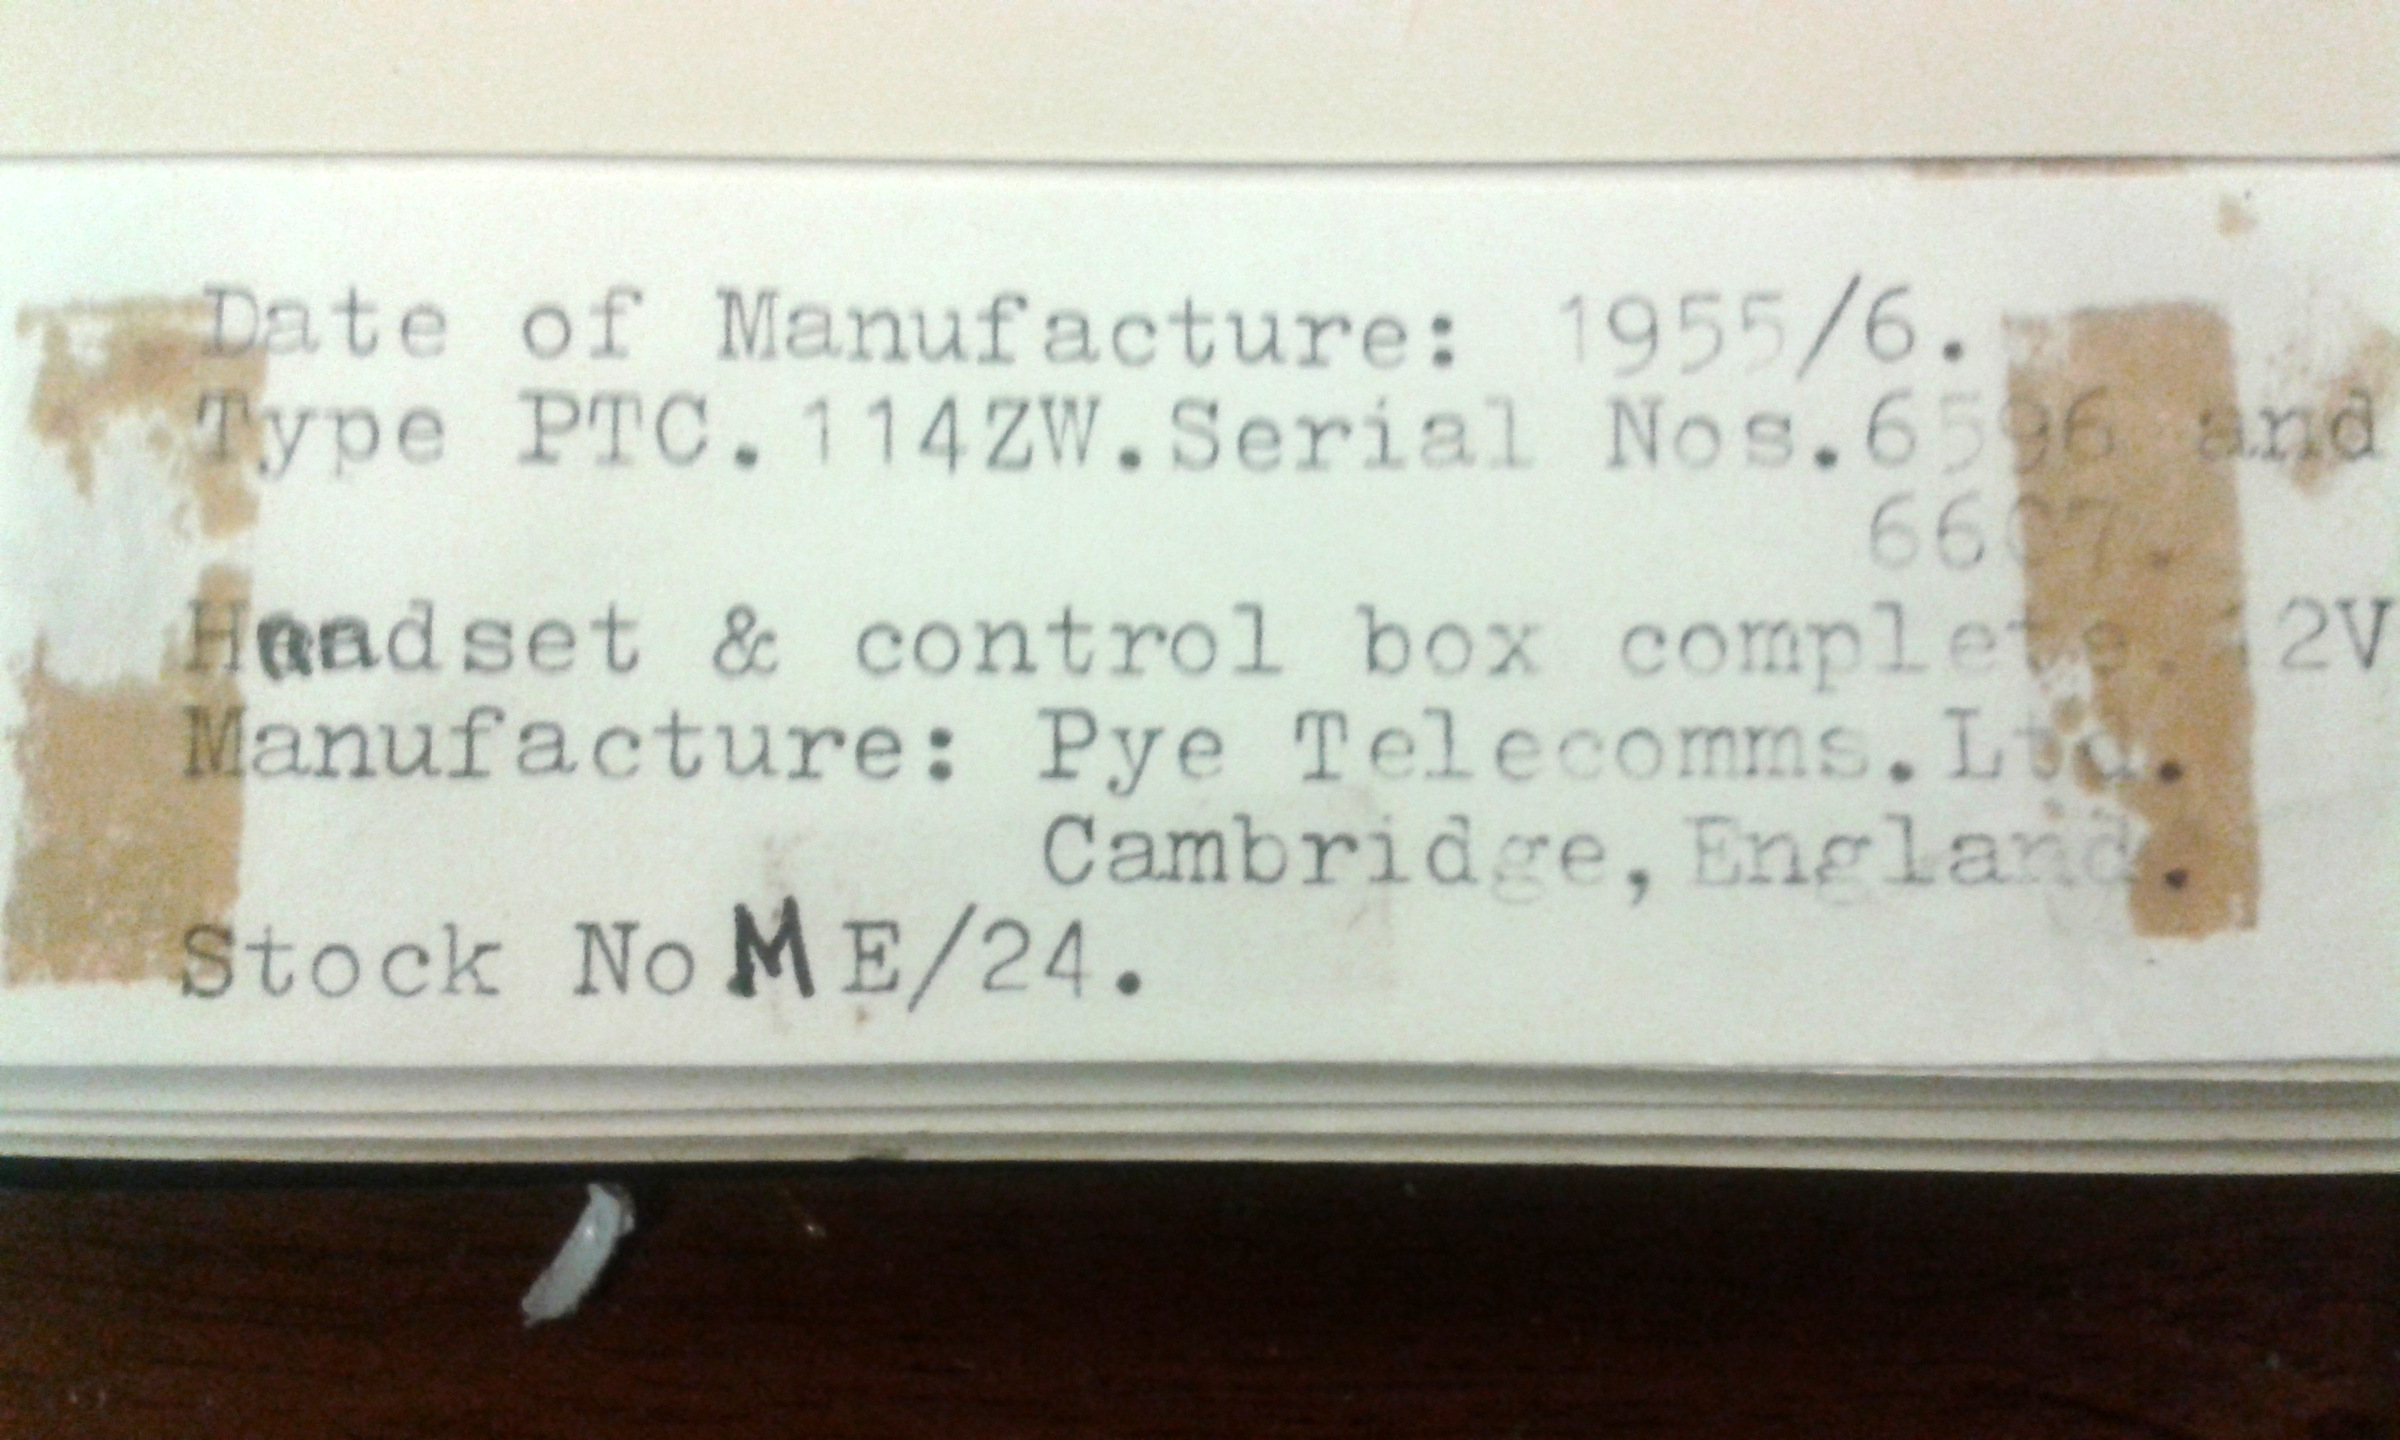 Date of Manufacture: 1955/6.
Type PTC.114ZW.Serial Nos.6596 and
6607.
Handset & control box complete. 12V
Manufacture: Pye Telecomms.Ltd.
Cambridge,England.
Stock No ME/24.